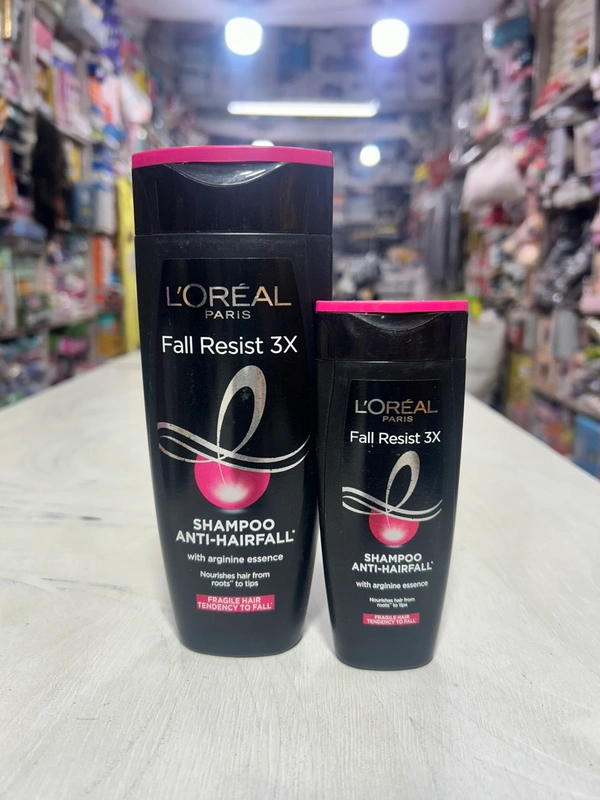 L'ORÉAL
PARIS
Fall Resist 3X
SHAMPOO
ANTI-HAIRFALL*
with arginine essence
Nourishes hair from
roots** to tips
FRAGILE HAIR
TENDENCY TO FALL*
L'ORÉAL
PARIS
Fall Resist 3X
SHAMPOO
ANTI-HAIRFALL*
with arginine essence
Nourishes hair from
roots** to tips
FRAGILE HAIR
TENDENCY TO FALL*